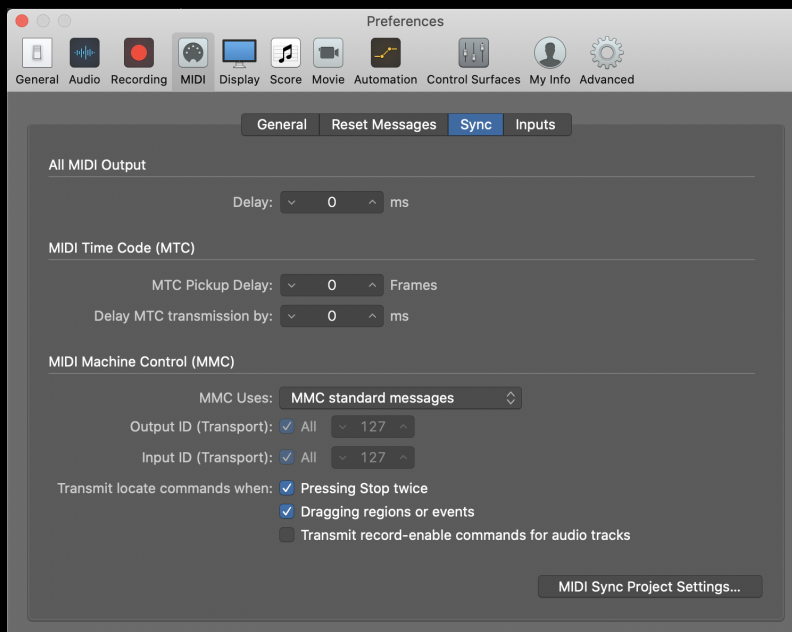 Preferences
General Audio Recording MIDI Display Score Movie Automation Control Surfaces My Info Advanced
General Reset Messages Sync Inputs
All MIDI Output
Delay: 0 ms
MIDI Time Code (MTC)
MTC Pickup Delay: 0 Frames
Delay MTC transmission by: 0 ms
MIDI Machine Control (MMC)
MMC Uses: MMC standard messages
Output ID (Transport): All 127
Input ID (Transport): All 127
Transmit locate commands when: Pressing Stop twice
Dragging regions or events
Transmit record-enable commands for audio tracks
MIDI Sync Project Settings...